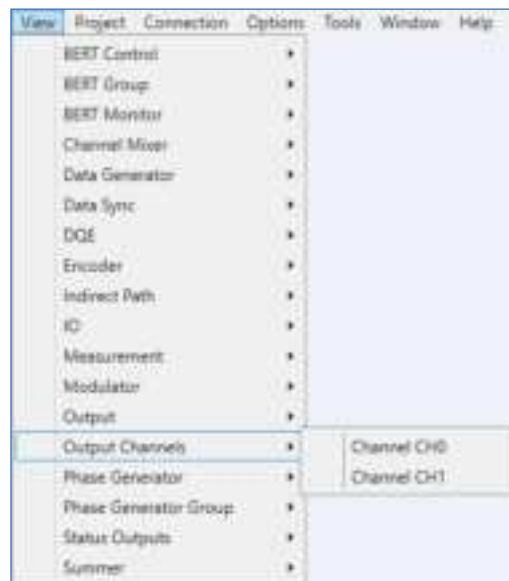 View Project Connection Options Tools Window Help
BERT Control
BERT Group
BERT Monitor
Channel Mixer
Data Generator
Data Sync
DQE
Encoder
Indirect Path
IO
Measurement
Modulator
Output
Output Channels
Channel CH0
Channel CH1
Phase Generator
Phase Generator Group
Status Outputs
Summer